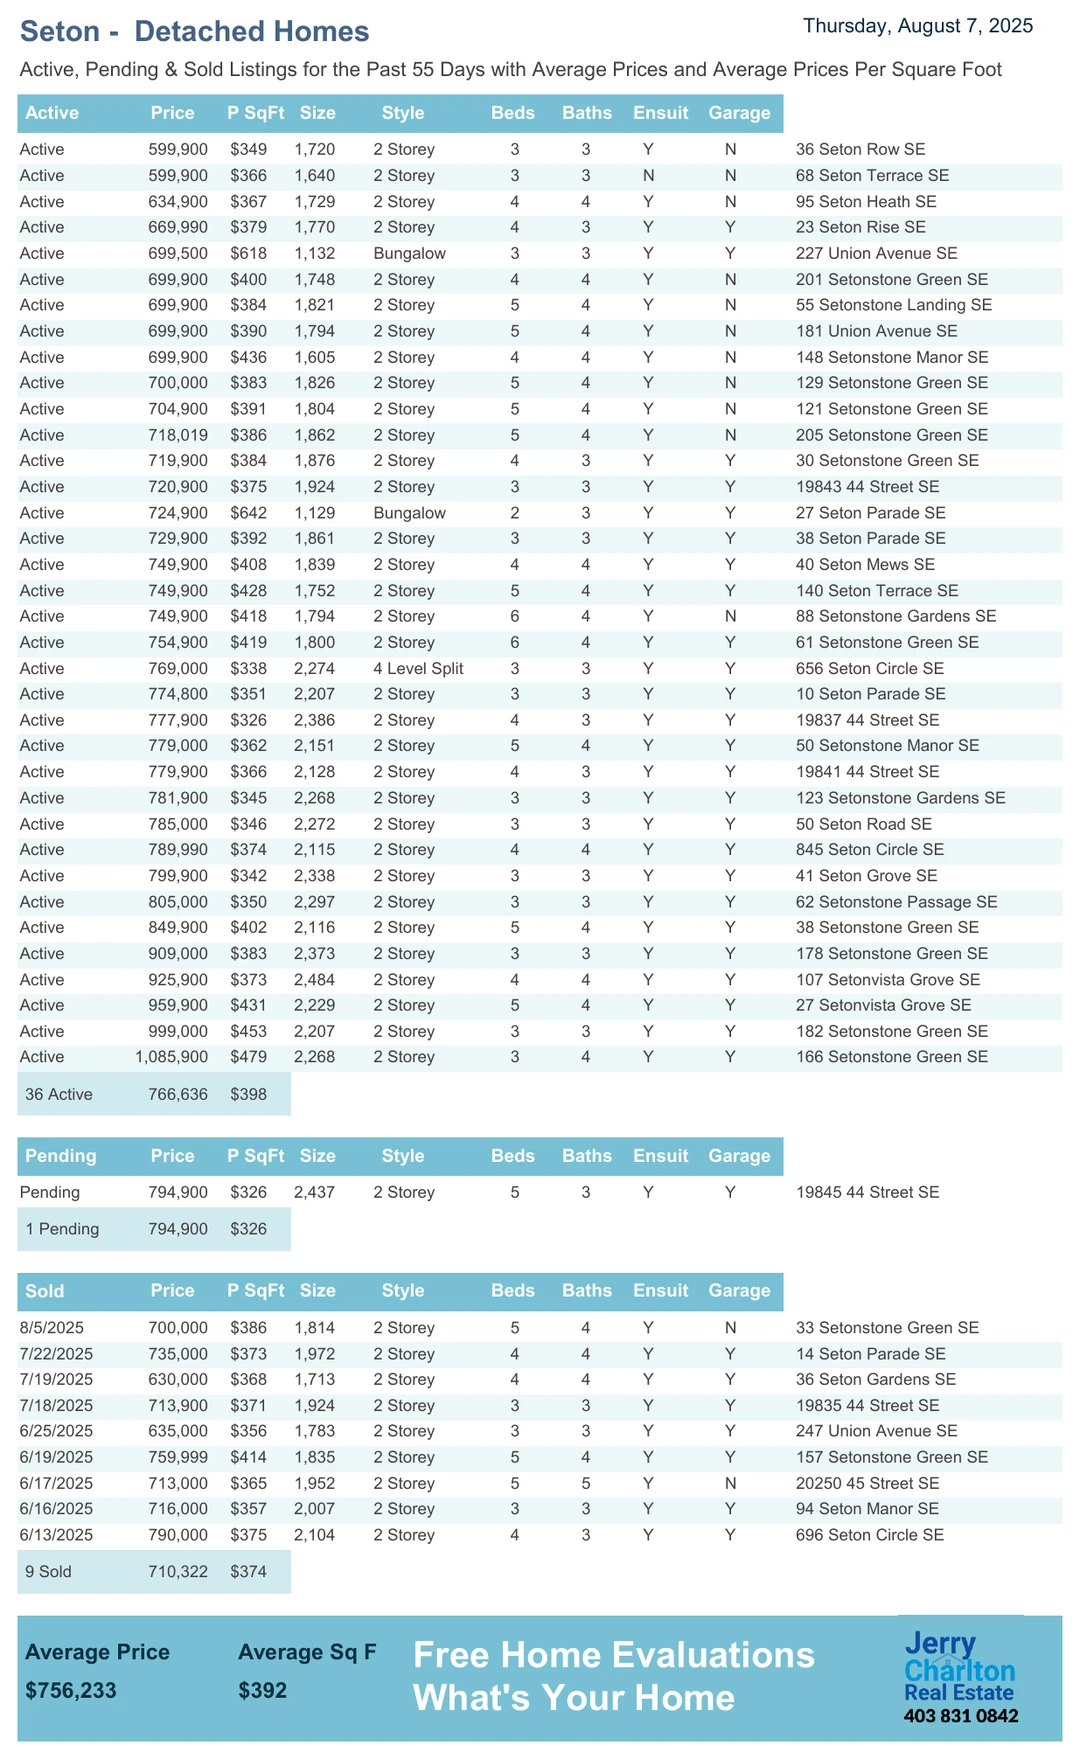 Seton -  Detached Homes
Thursday, August 7, 2025
Active, Pending & Sold Listings for the Past 55 Days with Average Prices and Average Prices Per Square Foot
Active Price P SqFt Size Style Beds Baths Ensuit Garage
Active 599,900 $349 1,720 2 Storey 3 3 Y N 36 Seton Row SE
Active 599,900 $366 1,640 2 Storey 3 3 N N 68 Seton Terrace SE
Active 634,900 $367 1,729 2 Storey 4 4 Y N 95 Seton Heath SE
Active 669,990 $379 1,770 2 Storey 4 3 Y Y 23 Seton Rise SE
Active 699,500 $618 1,132 Bungalow 3 3 Y Y 227 Union Avenue SE
Active 699,900 $400 1,748 2 Storey 4 4 Y N 201 Setonstone Green SE
Active 699,900 $384 1,821 2 Storey 5 4 Y N 55 Setonstone Landing SE
Active 699,900 $390 1,794 2 Storey 5 4 Y N 181 Union Avenue SE
Active 699,900 $436 1,605 2 Storey 4 4 Y N 148 Setonstone Manor SE
Active 700,000 $383 1,826 2 Storey 5 4 Y N 129 Setonstone Green SE
Active 704,900 $391 1,804 2 Storey 5 4 Y N 121 Setonstone Green SE
Active 718,019 $386 1,862 2 Storey 5 4 Y N 205 Setonstone Green SE
Active 719,900 $384 1,876 2 Storey 4 3 Y Y 30 Setonstone Green SE
Active 720,900 $375 1,924 2 Storey 3 3 Y Y 19843 44 Street SE
Active 724,900 $642 1,129 Bungalow 2 3 Y Y 27 Seton Parade SE
Active 729,900 $392 1,861 2 Storey 3 3 Y Y 38 Seton Parade SE
Active 749,900 $408 1,839 2 Storey 4 4 Y Y 40 Seton Mews SE
Active 749,900 $428 1,752 2 Storey 5 4 Y Y 140 Seton Terrace SE
Active 749,900 $418 1,794 2 Storey 6 4 Y N 88 Setonstone Gardens SE
Active 754,900 $419 1,800 2 Storey 6 4 Y Y 61 Setonstone Green SE
Active 769,000 $338 2,274 4 Level Split 3 3 Y Y 656 Seton Circle SE
Active 774,800 $351 2,207 2 Storey 3 3 Y Y 10 Seton Parade SE
Active 777,900 $326 2,386 2 Storey 4 3 Y Y 19837 44 Street SE
Active 779,000 $362 2,151 2 Storey 5 4 Y Y 50 Setonstone Manor SE
Active 779,900 $366 2,128 2 Storey 4 3 Y Y 19841 44 Street SE
Active 781,900 $345 2,268 2 Storey 3 3 Y Y 123 Setonstone Gardens SE
Active 785,000 $346 2,272 2 Storey 3 3 Y Y 50 Seton Road SE
Active 789,990 $374 2,115 2 Storey 4 4 Y Y 845 Seton Circle SE
Active 799,900 $342 2,338 2 Storey 3 3 Y Y 41 Seton Grove SE
Active 805,000 $350 2,297 2 Storey 3 3 Y Y 62 Setonstone Passage SE
Active 849,900 $402 2,116 2 Storey 5 4 Y Y 38 Setonstone Green SE
Active 909,000 $383 2,373 2 Storey 3 3 Y Y 178 Setonstone Green SE
Active 925,900 $373 2,484 2 Storey 4 4 Y Y 107 Setonvista Grove SE
Active 959,900 $431 2,229 2 Storey 5 4 Y Y 27 Setonvista Grove SE
Active 999,000 $453 2,207 2 Storey 3 3 Y Y 182 Setonstone Green SE
Active 1,085,900 $479 2,268 2 Storey 3 4 Y Y 166 Setonstone Green SE
36 Active 766,636 $398
Pending Price P SqFt Size Style Beds Baths Ensuit Garage
Pending 794,900 $326 2,437 2 Storey 5 3 Y Y 19845 44 Street SE
1 Pending 794,900 $326
Sold Price P SqFt Size Style Beds Baths Ensuit Garage
8/5/2025 700,000 $386 1,814 2 Storey 5 4 Y N 33 Setonstone Green SE
7/22/2025 735,000 $373 1,972 2 Storey 4 4 Y Y 14 Seton Parade SE
7/19/2025 630,000 $368 1,713 2 Storey 4 4 Y Y 36 Seton Gardens SE
7/18/2025 713,900 $371 1,924 2 Storey 3 3 Y Y 19835 44 Street SE
6/25/2025 635,000 $356 1,783 2 Storey 3 3 Y Y 247 Union Avenue SE
6/19/2025 759,999 $414 1,835 2 Storey 5 4 Y Y 157 Setonstone Green SE
6/17/2025 713,000 $365 1,952 2 Storey 5 5 Y N 20250 45 Street SE
6/16/2025 716,000 $357 2,007 2 Storey 3 3 Y Y 94 Seton Manor SE
6/13/2025 790,000 $375 2,104 2 Storey 4 3 Y Y 696 Seton Circle SE
9 Sold 710,322 $374
Average Price Average Sq F
$756,233 $392
Free Home Evaluations
What's Your Home
Jerry
Charlton
Real Estate
403 831 0842